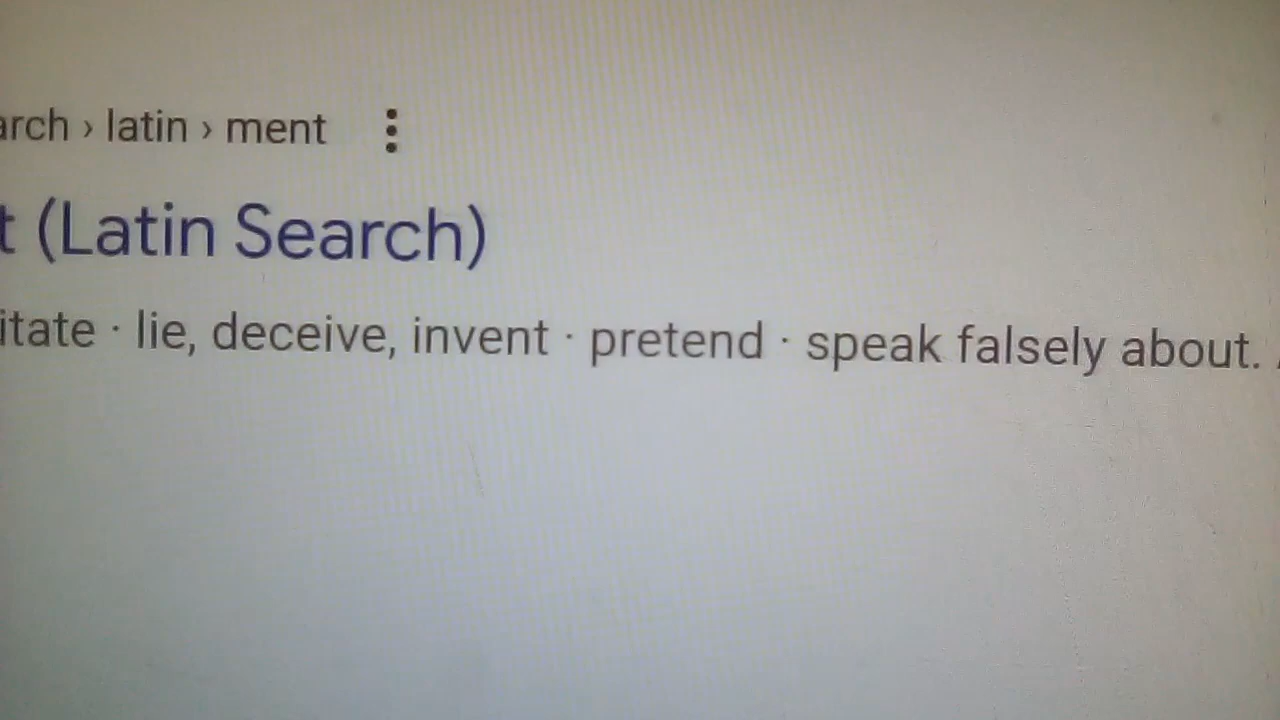 arch › latin › ment
t (Latin Search)
itate · lie, deceive, invent · pretend · speak falsely about.